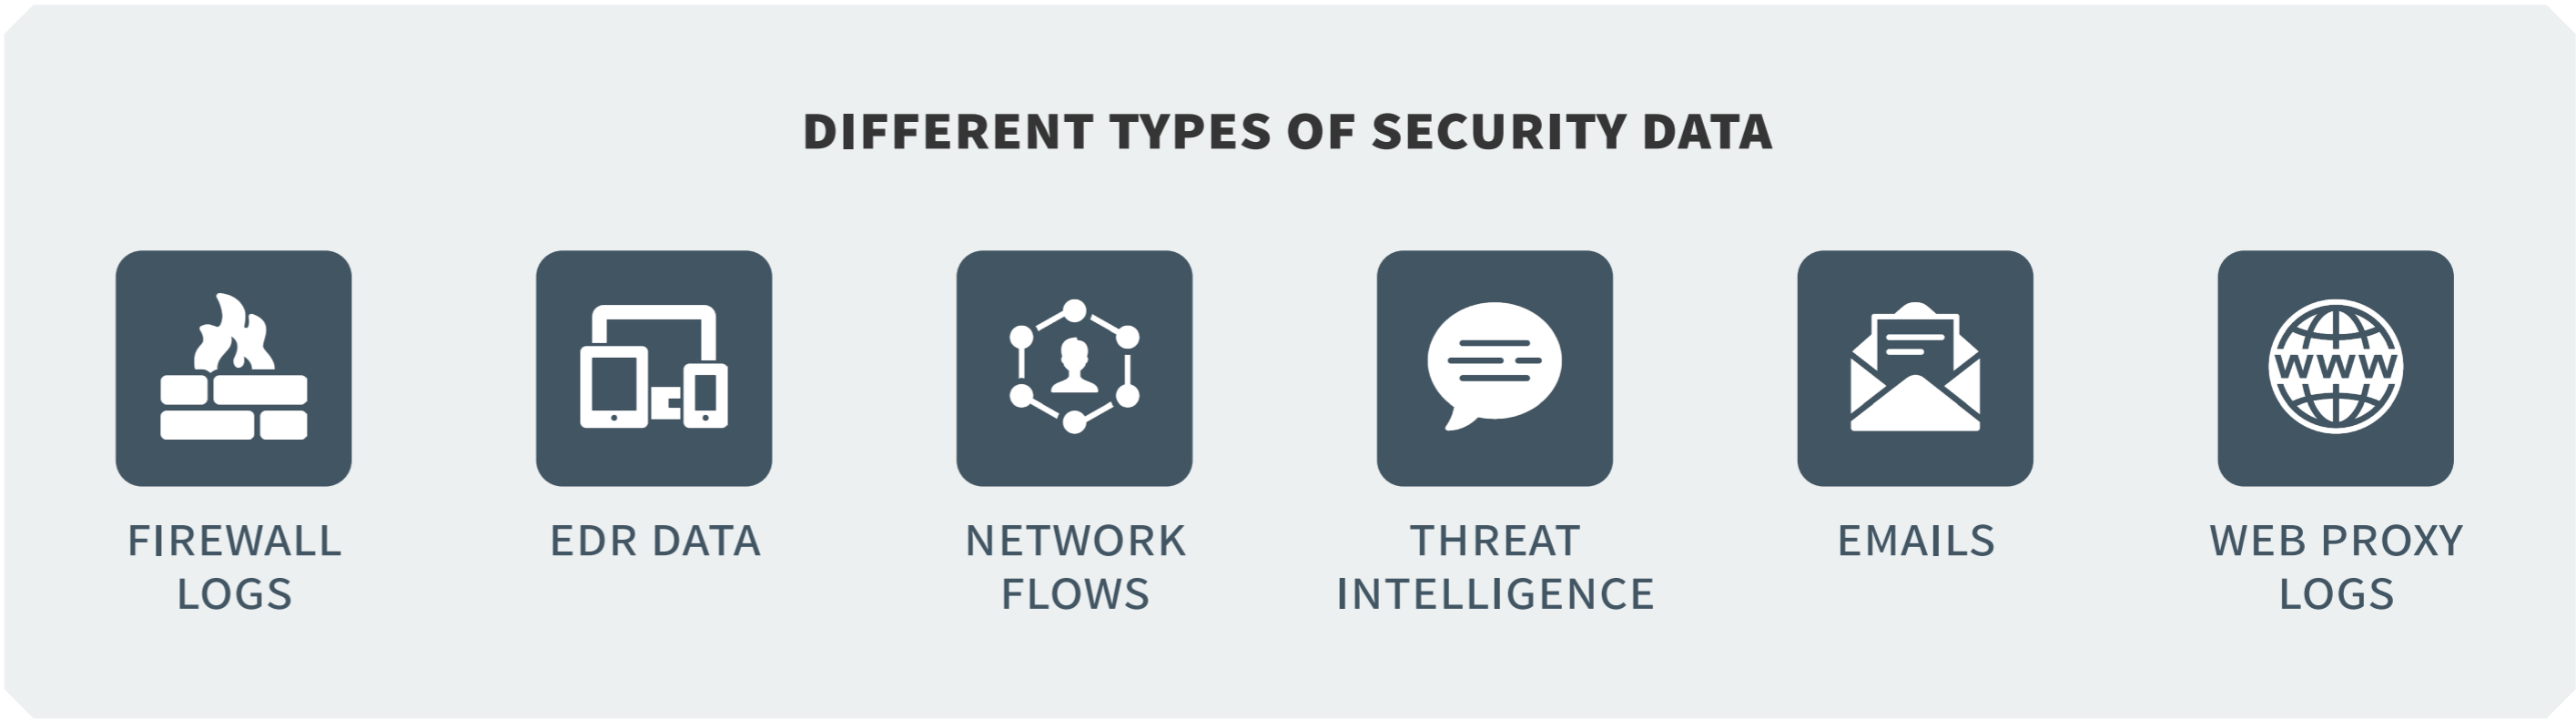 DIFFERENT TYPES OF SECURITY DATA
WWW
FIREWALL
LOGS
EDR DATA
NETWORK
FLOWS
THREAT
INTELLIGENCE
EMAILS
WEB PROXY
LOGS